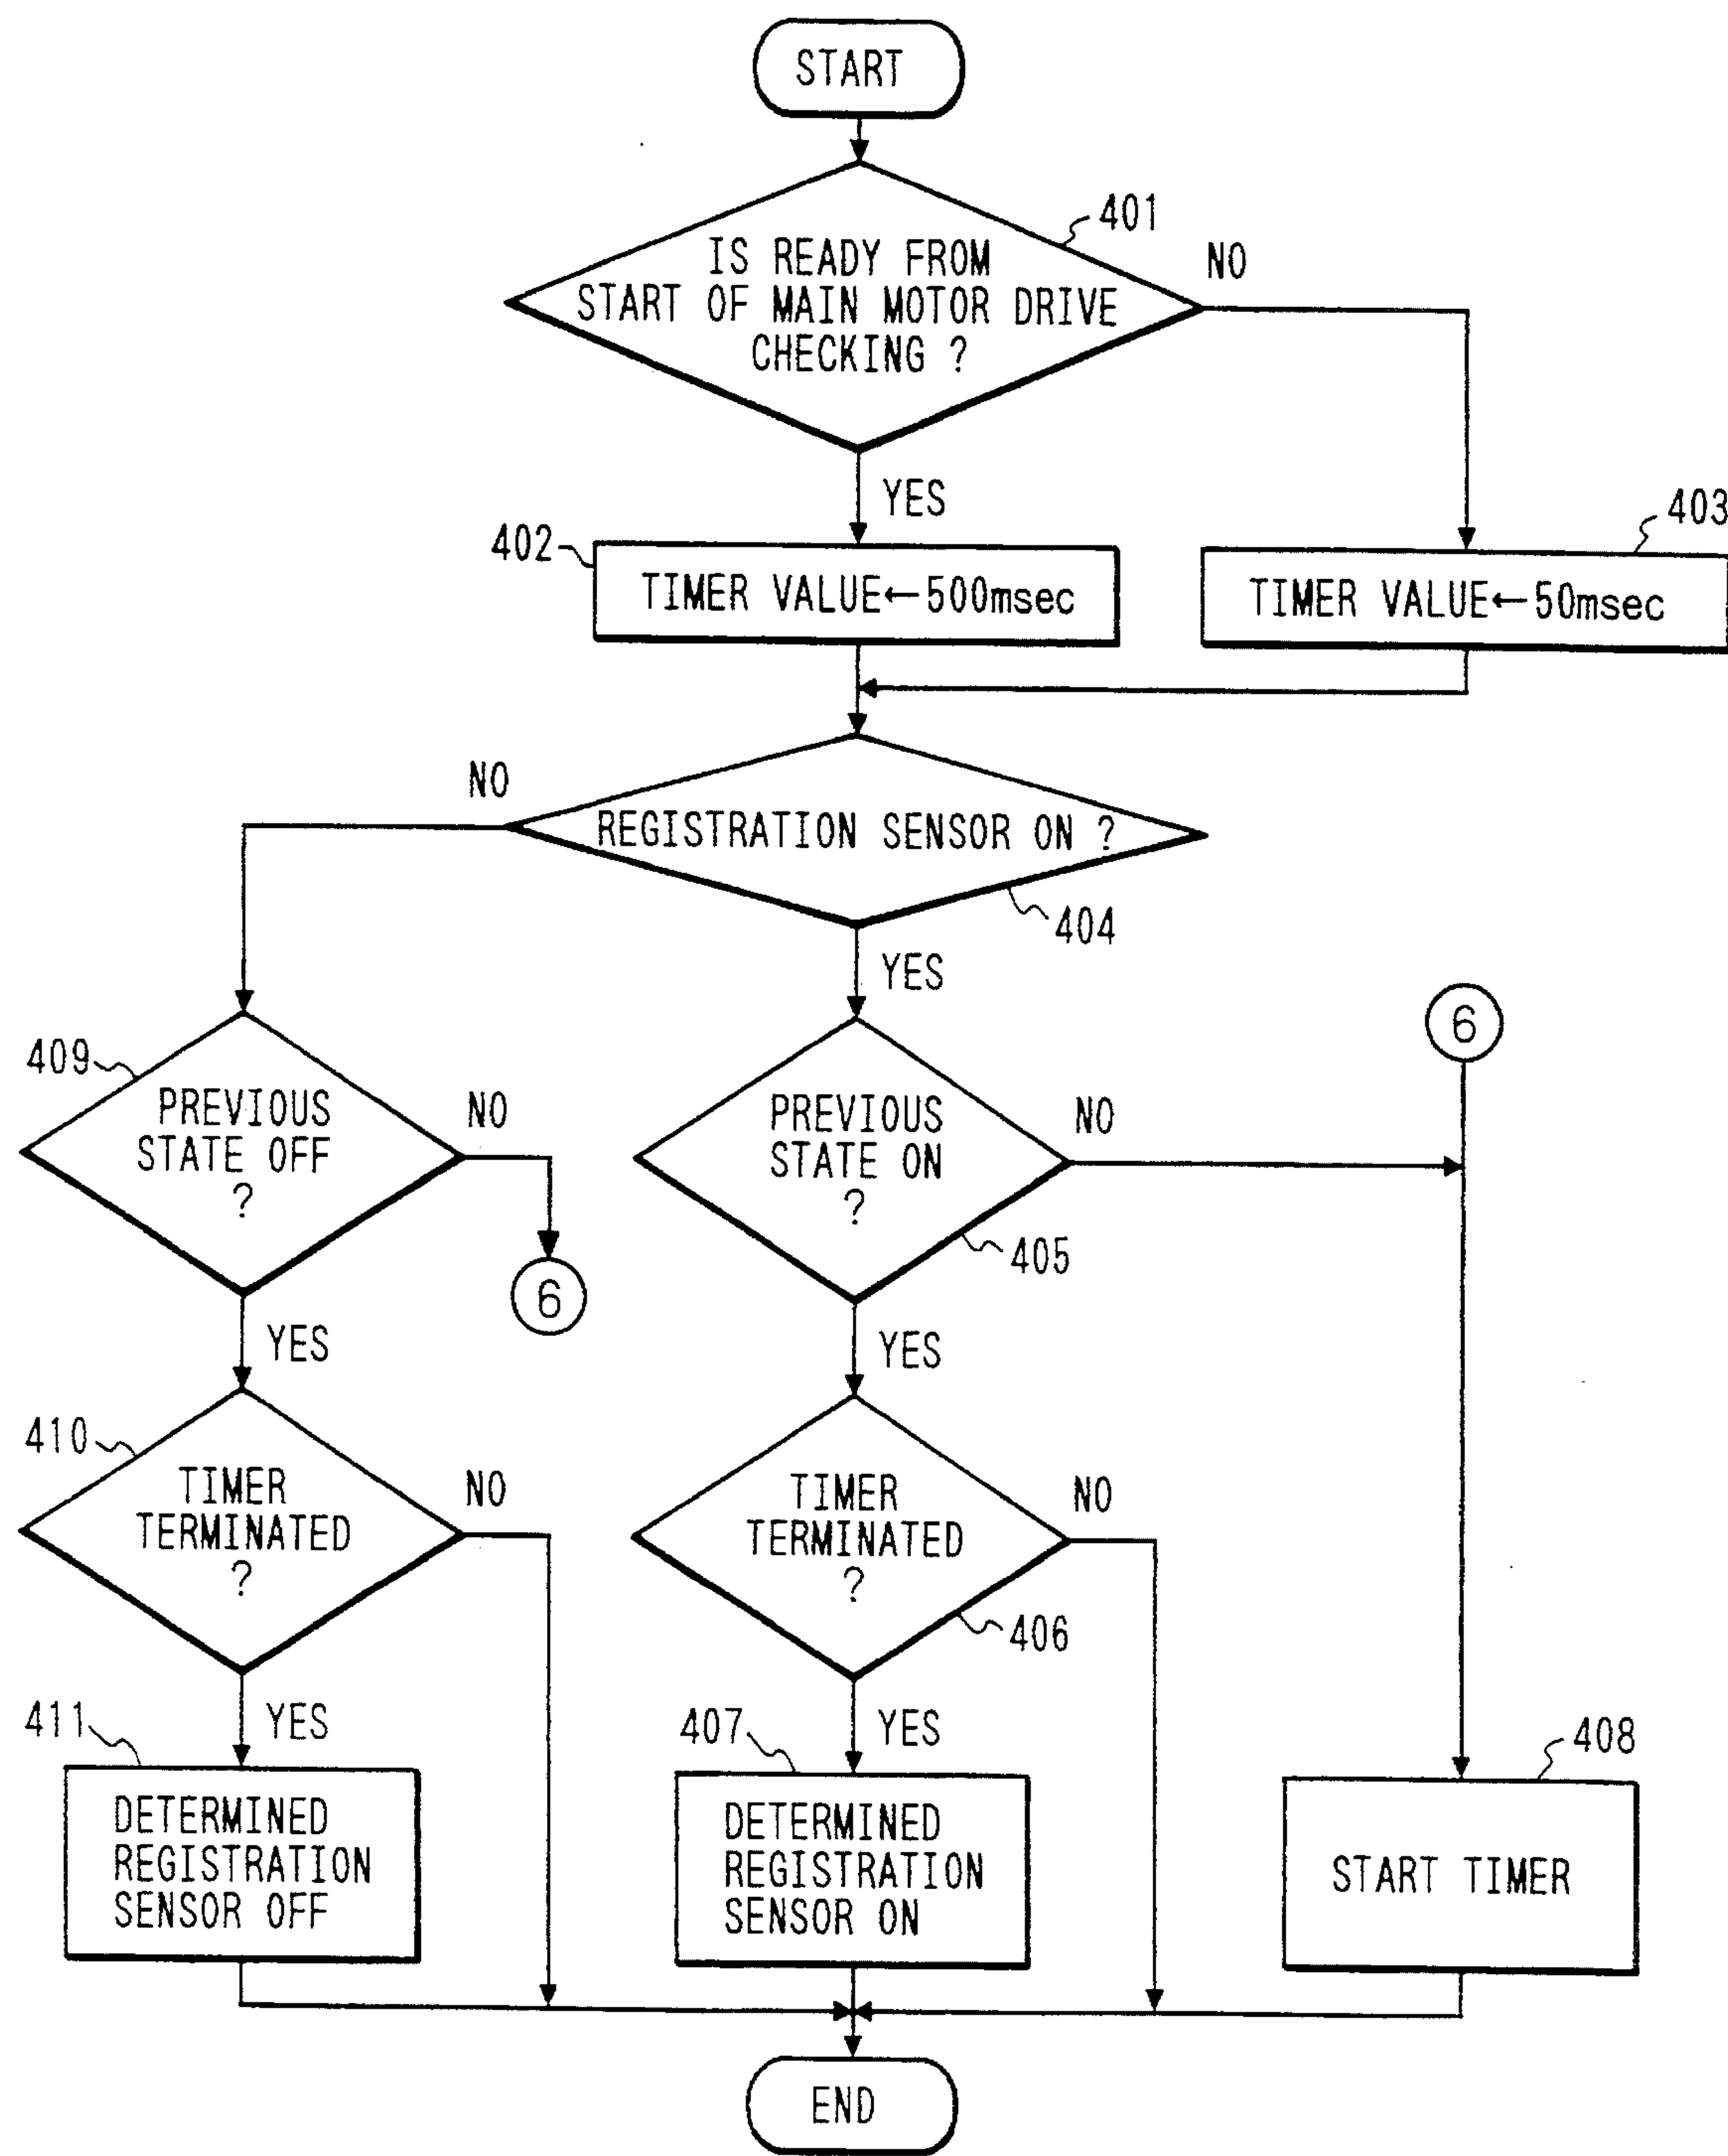 START
401
IS READY FROM
START OF MAIN MOTOR DRIVE
CHECKING ?
NO
YES
402
TIMER VALUE←500msec
403
TIMER VALUE←50msec
NO
REGISTRATION SENSOR ON ?
404
YES
6
409
PREVIOUS
STATE OFF
?
NO
6
YES
PREVIOUS
STATE ON
?
NO
405
YES
410
TIMER
TERMINATED
?
NO
YES
TIMER
TERMINATED
?
NO
406
YES
411
DETERMINED
REGISTRATION
SENSOR OFF
407
DETERMINED
REGISTRATION
SENSOR ON
408
START TIMER
END